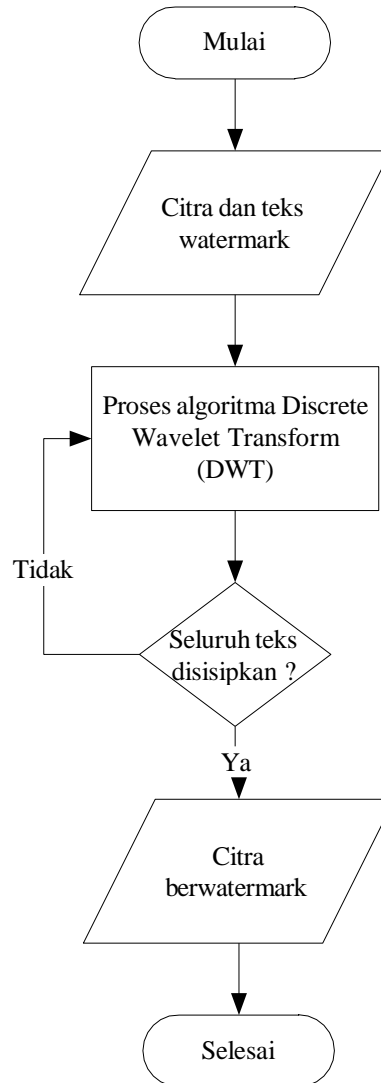 Mulai
Citra dan teks
watermark
Proses algoritma Discrete
Wavelet Transform
(DWT)
Tidak
Seluruh teks
disisipkan ?
Ya
Citra
berwatermark
Selesai